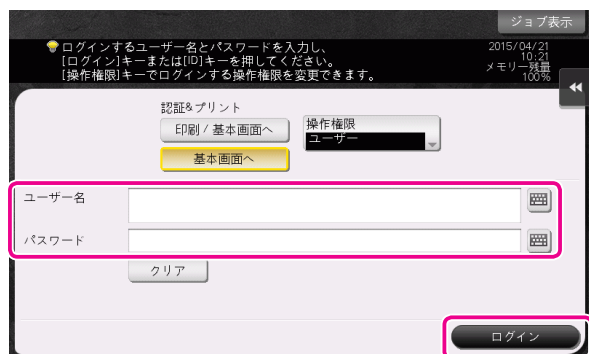 ジョブ表示
ログインするユーザー名とパスワードを入力し、
[ログイン]キーまたは[ID]キーを押してください。
[操作権限]キーでログインする操作権限を変更できます。
2015/04/21
10:21
メモリー残量
100%
認証&プリント
印刷 / 基本画面へ
基本画面へ
操作権限
ユーザー
ユーザー名
パスワード
クリア
ログイン